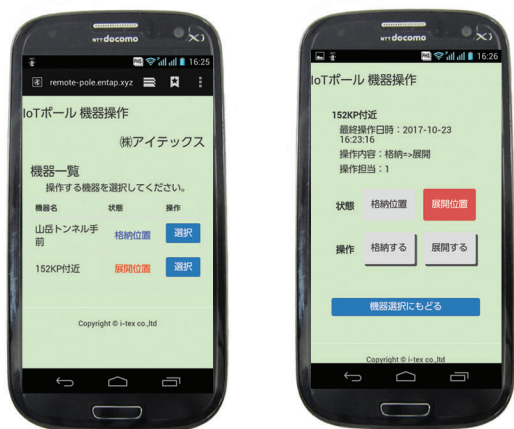 NTT docomo
16:25
remote-pole.entap.xyz
IoTポール 機器操作
㈱アイテックス
機器一覧
操作する機器を選択してください。
機器名 状態 操作
山岳トンネル手
前 格納位置 選択
152KP付近 展開位置 選択
Copyright © i-tex co.,ltd
NTT docomo
16:26
IoTポール 機器操作
152KP付近
最終操作日時：2017-10-23
16:23:16
操作内容：格納=>展開
操作担当：1
状態 格納位置 展開位置
操作 格納する 展開する
機器選択にもどる
Copyright © i-tex co.,ltd